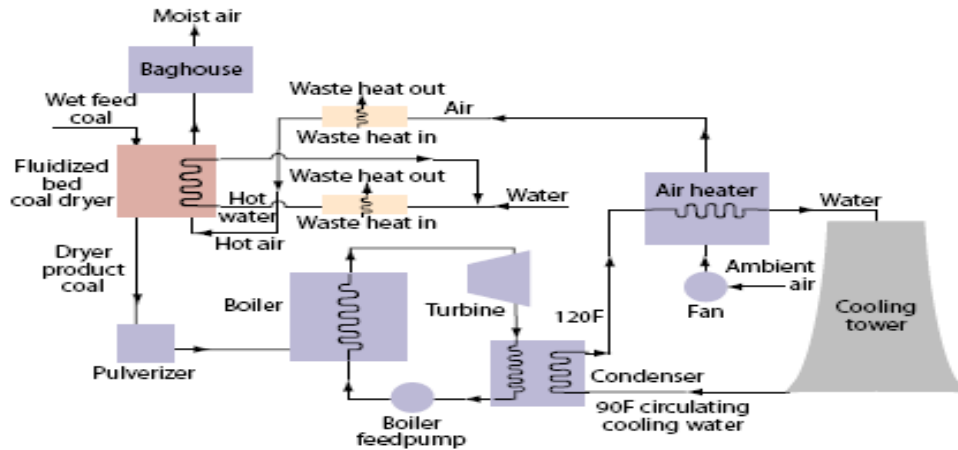 Moist air
Baghouse
Wet feed
coal
Fluidized
bed
coal dryer
Waste heat out
Waste heat in
Air
Waste heat out
Waste heat in
Hot
water
Water
Hot air
Dryer
product
coal
Pulverizer
Boiler
Turbine
Boiler
feedpump
Condenser
120F
90F circulating
cooling water
Air heater
Fan
Ambient
air
Water
Cooling
tower